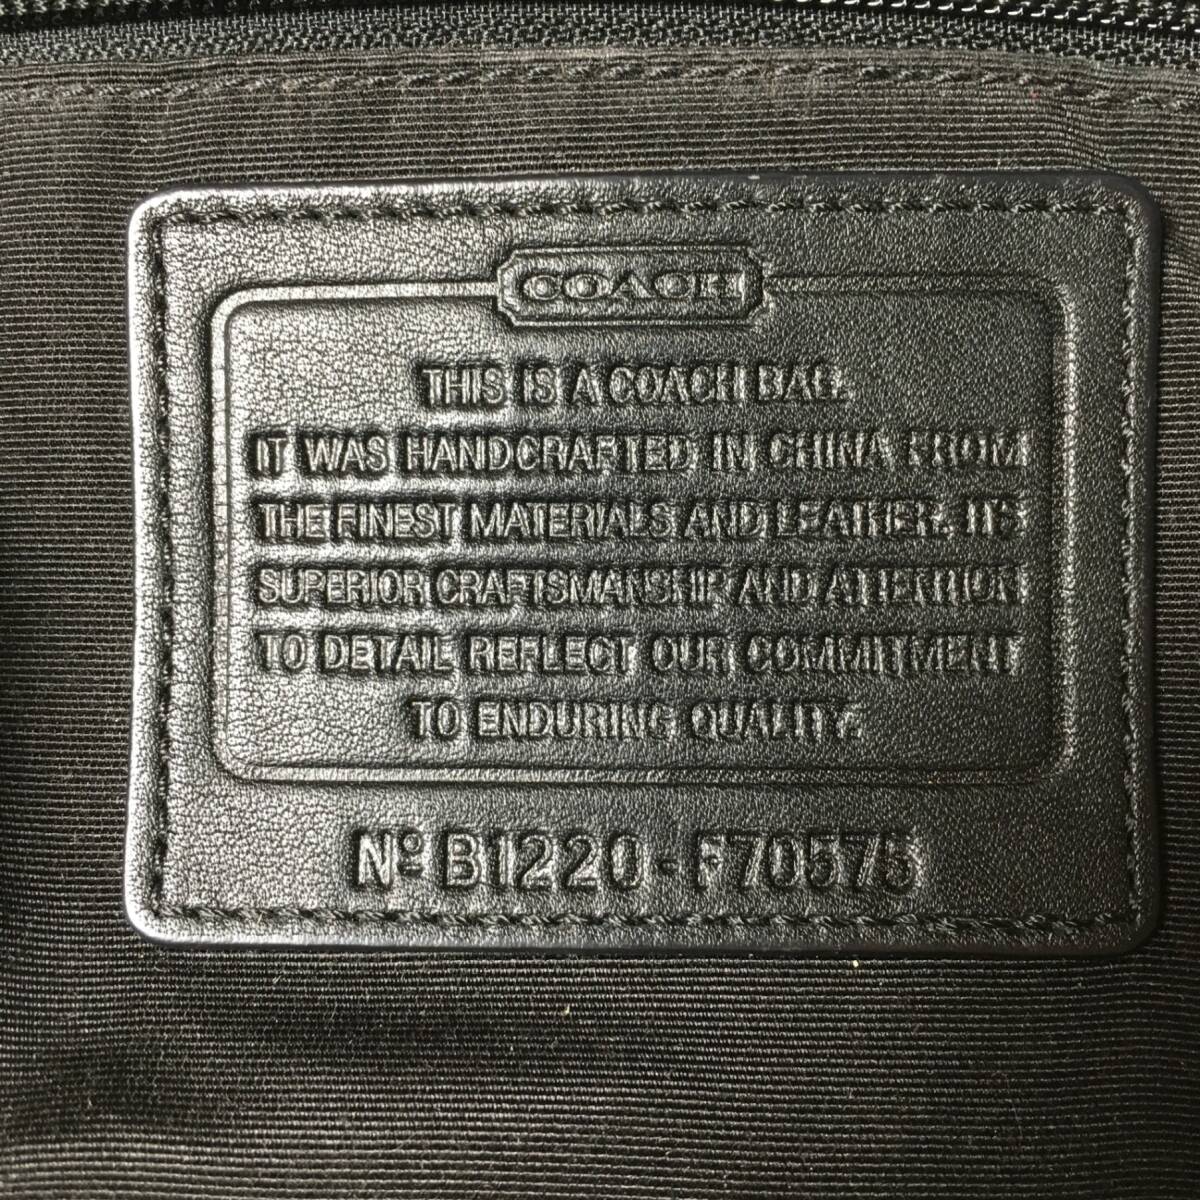 COACH
THIS IS A COACH BAG.
IT WAS HANDCRAFTED IN CHINA FROM
THE FINEST MATERIALS AND LEATHER. ITS
SUPERIOR CRAFTSMANSHIP AND ATTENTION
TO DETAIL REFLECT OUR COMMITMENT
TO ENDURING QUALITY.
Nº B1220-F70575